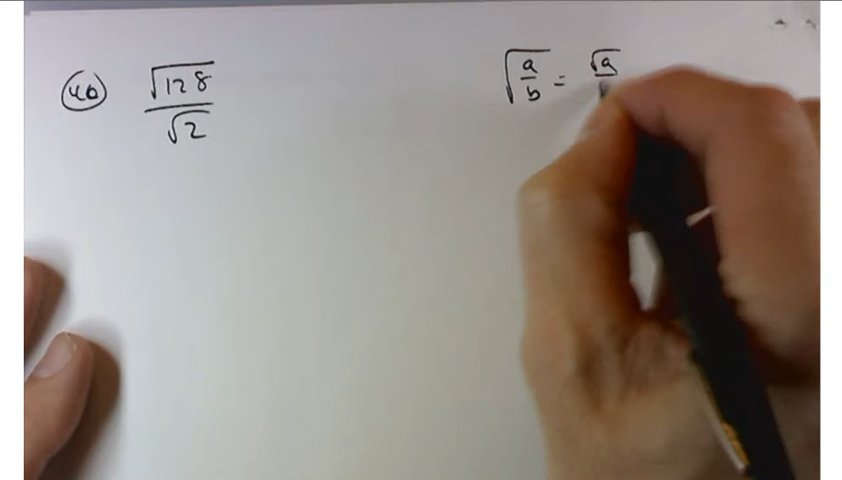 40 √128/√2
√(a/b) = √a/